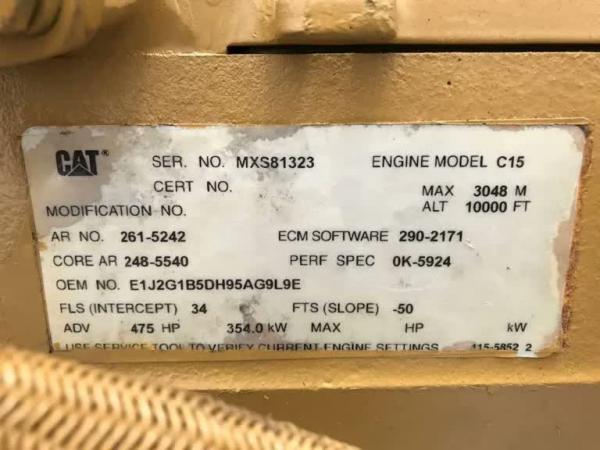 CAT® SER. NO. MXS81323 ENGINE MODEL C15
CERT NO. MAX 3048 M
MODIFICATION NO. ALT 10000 FT
AR NO. 261-5242 ECM SOFTWARE 290-2171
CORE AR 248-5540 PERF SPEC 0K-5924
OEM NO. E1J2G1B5DH95AG9L9E
FLS (INTERCEPT) 34 FTS (SLOPE) -50
ADV 475 HP 354.0 kW MAX HP kW
USE SERVICE TOOL TO VERIFY CURRENT ENGINE SETTINGS 115-5852 2